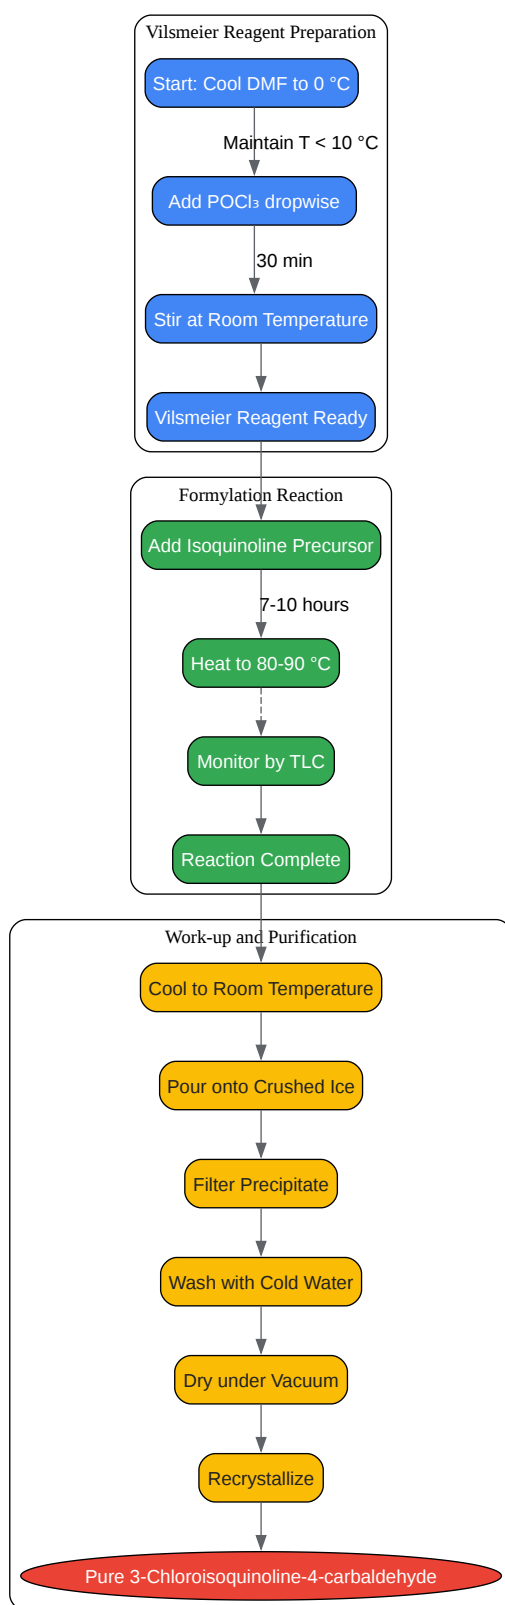 Vilsmeier Reagent Preparation
Start: Cool DMF to 0 °C
Maintain T < 10 °C
Add POCl₃ dropwise
30 min
Stir at Room Temperature
Vilsmeier Reagent Ready
Formylation Reaction
Add Isoquinoline Precursor
7-10 hours
Heat to 80-90 °C
Monitor by TLC
Reaction Complete
Work-up and Purification
Cool to Room Temperature
Pour onto Crushed Ice
Filter Precipitate
Wash with Cold Water
Dry under Vacuum
Recrystallize
Pure 3-Chloroisoquinoline-4-carbaldehyde